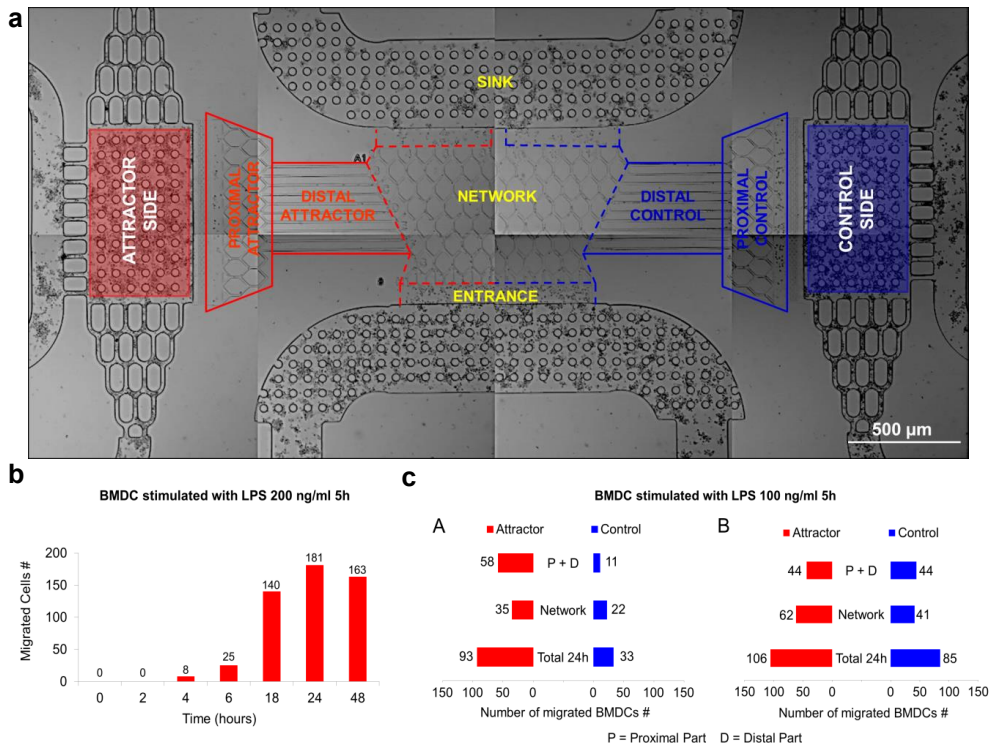 a
SINK
A1
ATTRACTOR
SIDE
PROXIMAL
ATTRACTOR
DISTAL
ATTRACTOR
NETWORK
DISTAL
CONTROL
PROXIMAL
CONTROL
CONTROL
SIDE
ENTRANCE
500 µm
b
BMDC stimulated with LPS 200 ng/ml 5h
Migrated Cells #
200
150
100
50
0
0 0 8 25 140 181 163
0 2 4 6 18 24 48
Time (hours)
c
BMDC stimulated with LPS 100 ng/ml 5h
A
Attractor Control
58 P + D 11
35 Network 22
93 Total 24h 33
150 100 50 0 0 50 100 150
Number of migrated BMDCs #
B
Attractor Control
44 P + D 44
62 Network 41
106 Total 24h 85
150 100 50 0 0 50 100 150
Number of migrated BMDCs #
P = Proximal Part D = Distal Part